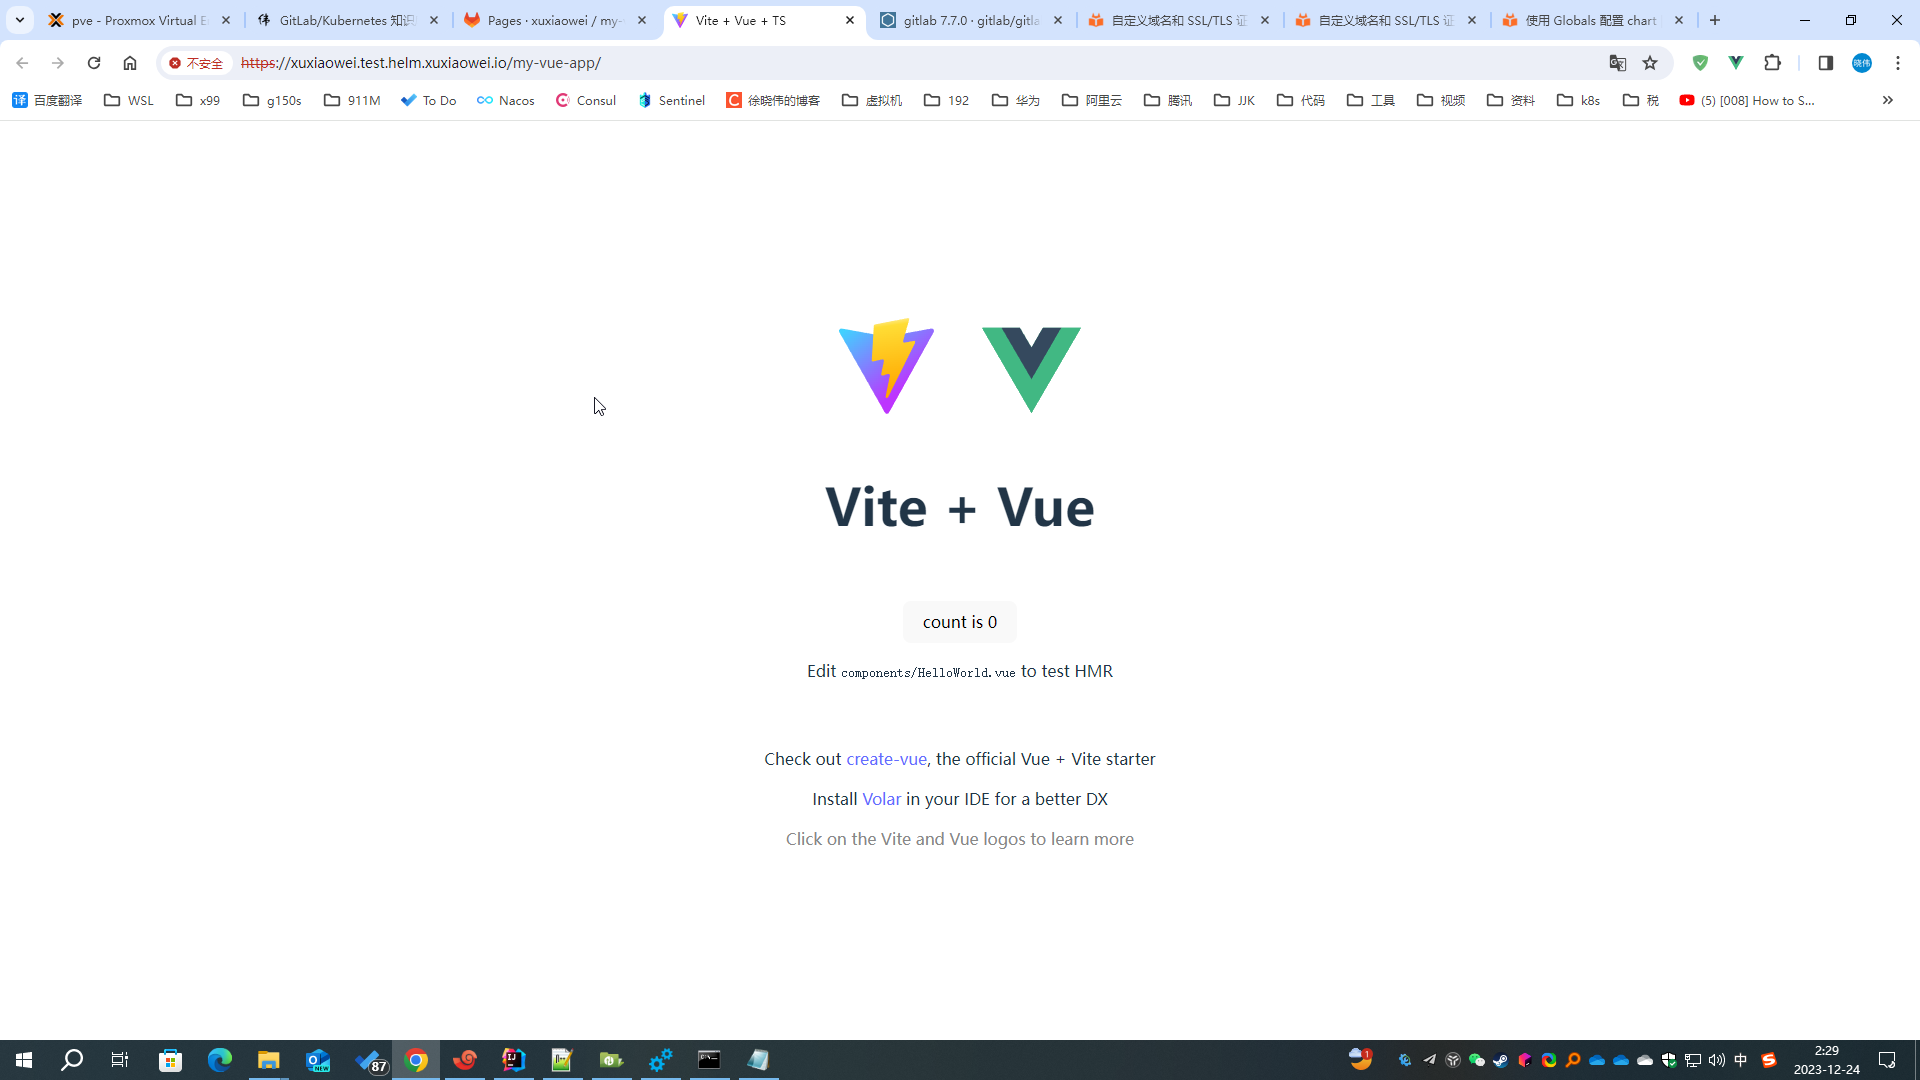 pve - Proxmox Virtual E
GitLab/Kubernetes 知识
Pages · xuxiaowei / my-
Vite + Vue + TS
gitlab 7.7.0 · gitlab/gitla
自定义域名和 SSL/TLS 证
自定义域名和 SSL/TLS 证
使用 Globals 配置 chart
不安全
https://xuxiaowei.test.helm.xuxiaowei.io/my-vue-app/
晓伟
译 百度翻译
WSL
x99
g150s
911M
To Do
Nacos
Consul
Sentinel
C 徐晓伟的博客
虚拟机
192
华为
阿里云
腾讯
JJK
代码
工具
视频
资料
k8s
税
(5) [008] How to S...
Vite + Vue
count is 0
Edit components/HelloWorld.vue to test HMR
Check out create-vue, the official Vue + Vite starter
Install Volar in your IDE for a better DX
Click on the Vite and Vue logos to learn more
NEW
87
IJ
1
中
2:29
2023-12-24